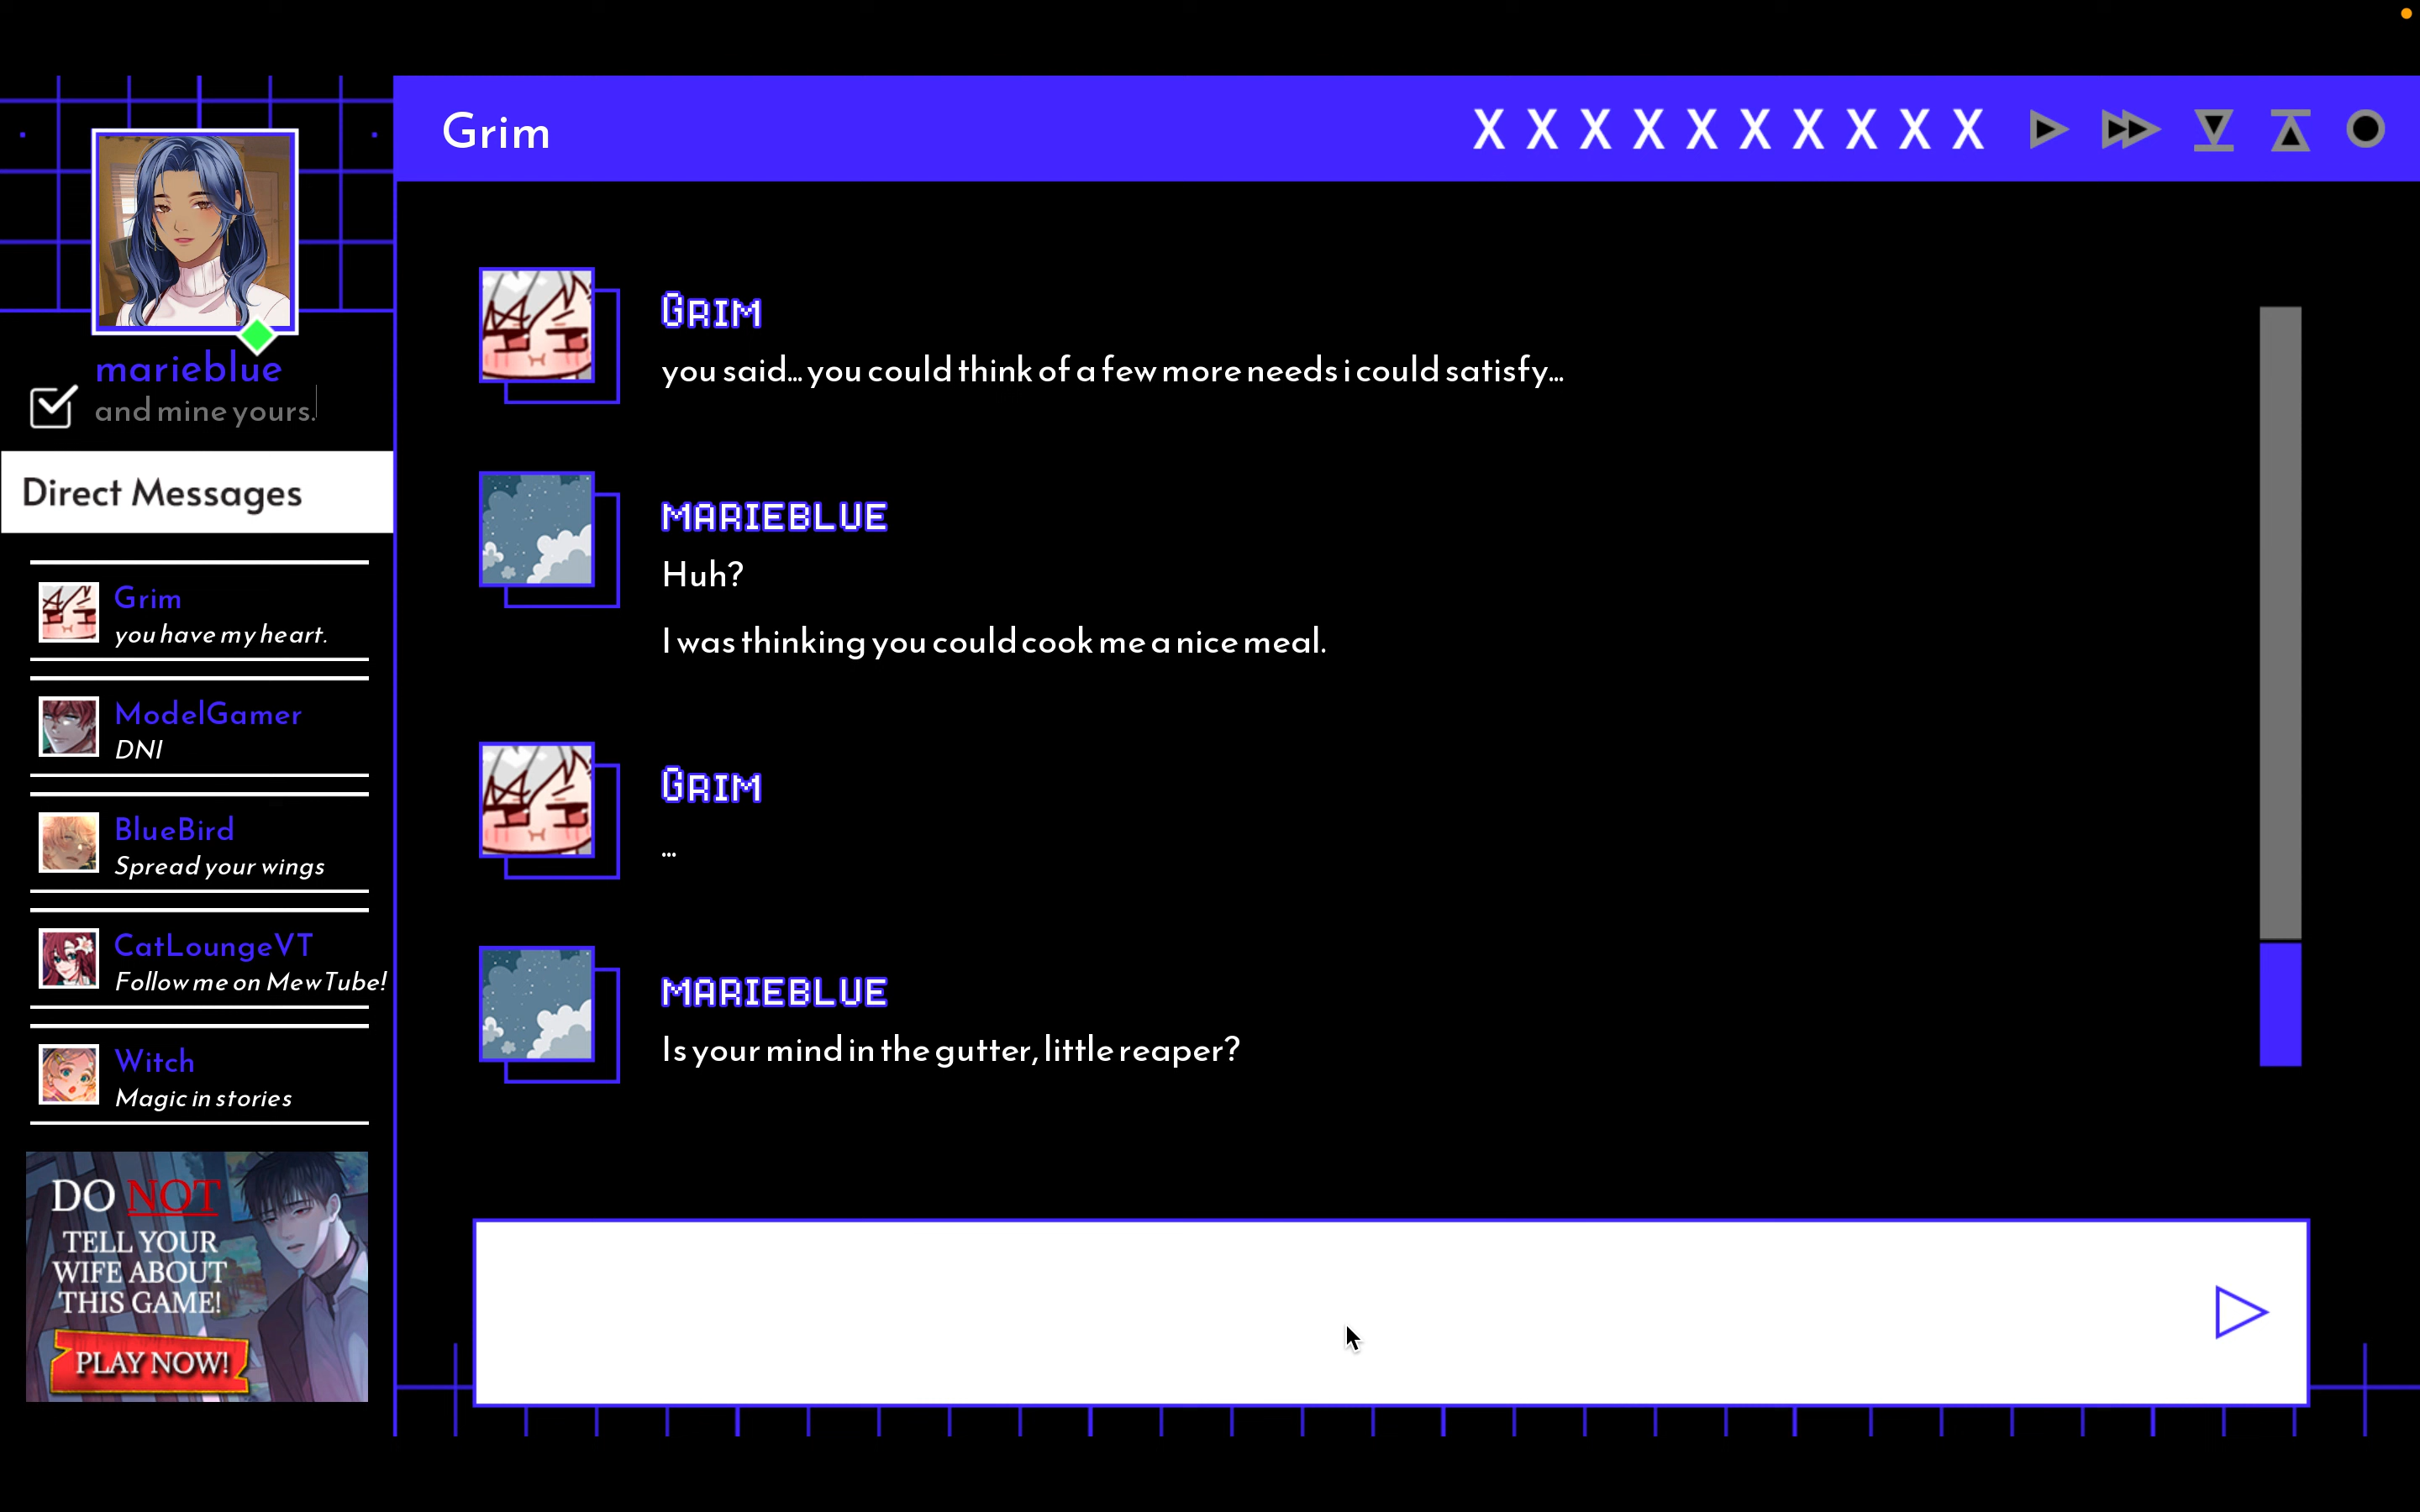 Grim
X X X X X X X X X X
marieblue
and mine yours.
Direct Messages
Grim
you have my heart.
ModelGamer
DNI
BlueBird
Spread your wings
CatLoungeVT
Follow me on MewTube!
Witch
Magic in stories
DO NOT
TELL YOUR
WIFE ABOUT
THIS GAME!
PLAY NOW!
GRIM
you said... you could think of a few more needs i could satisfy...
MARIEBLUE
Huh?
I was thinking you could cook me a nice meal.
GRIM
...
MARIEBLUE
Is your mind in the gutter, little reaper?